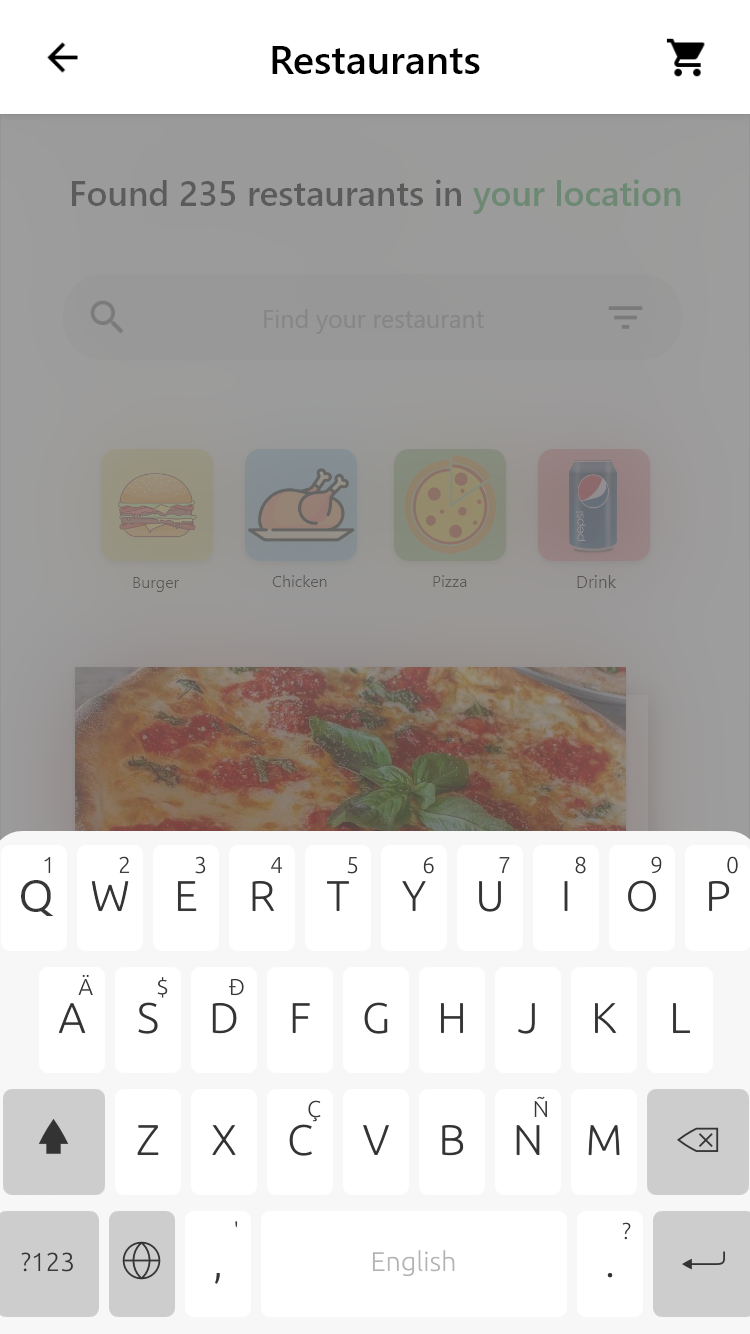 Restaurants
Found 235 restaurants in your location
Find your restaurant
Burger Chicken Pizza Drink
pepsi
1 2 3 4 5 6 7 8 9 0
Q W E R T Y U I O P
Ä $ Đ
A S D F G H J K L
Ç Ñ
Z X C V B N M
' ?
?123 , English .